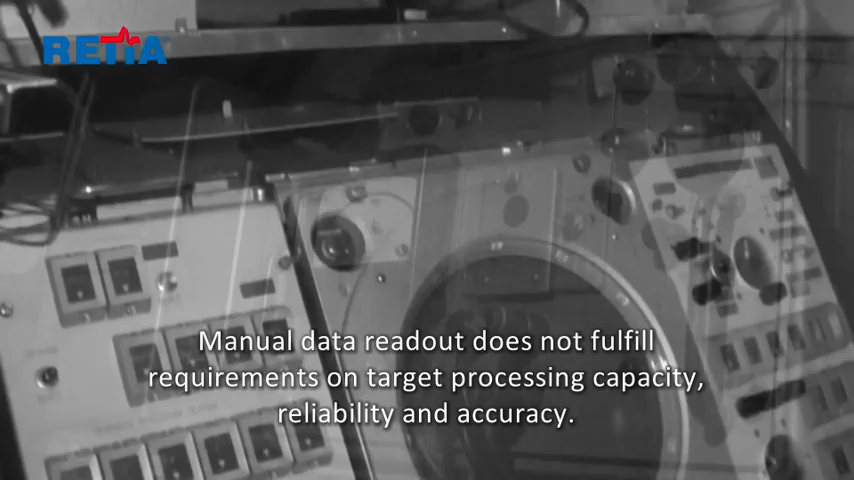 RETIA
Manual data readout does not fulfill
requirements on target processing capacity,
reliability and accuracy.